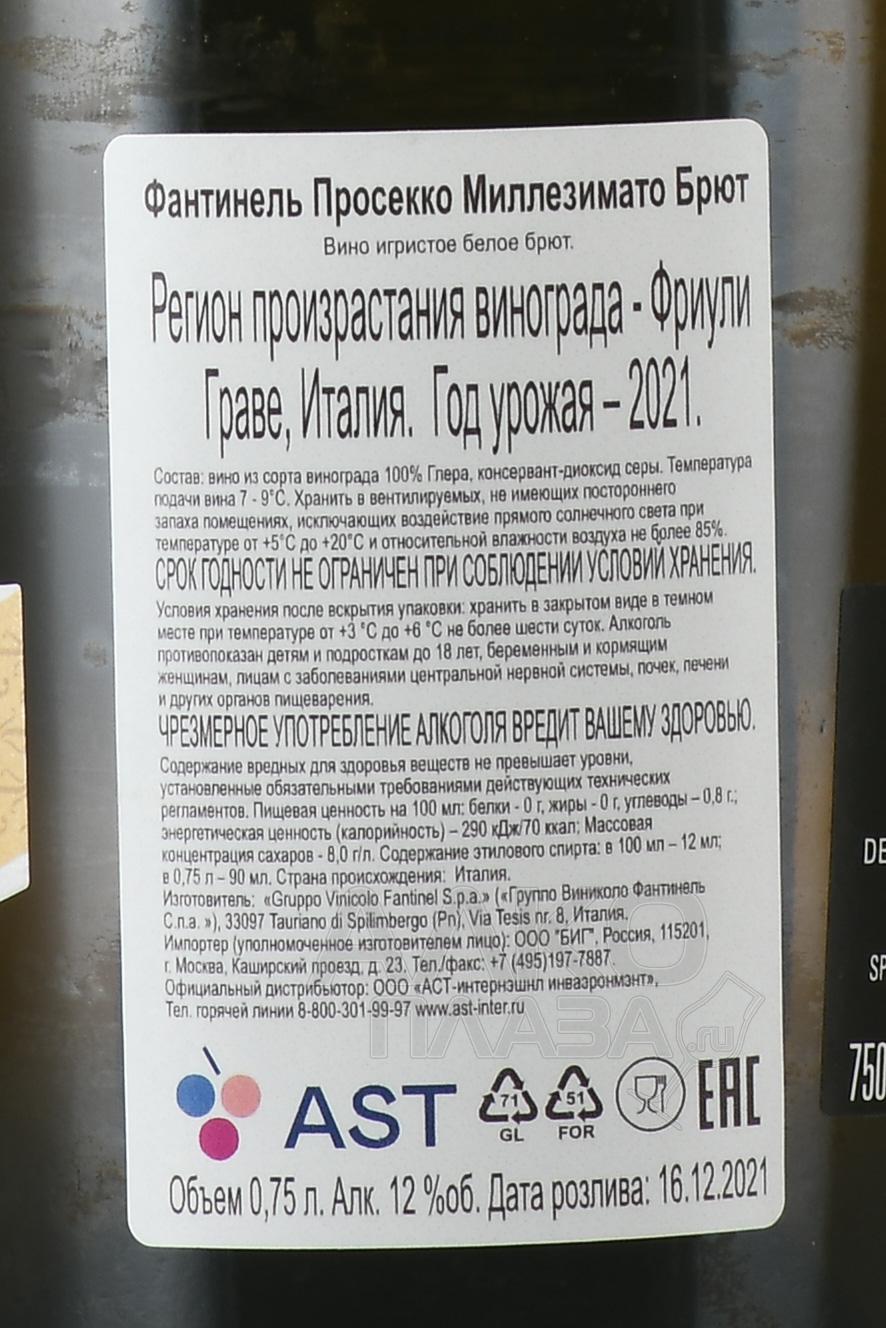 Фантинель Просекко Миллезимато Брют
Вино игристое белое брют.
Регион произрастания винограда - Фриули
Граве, Италия. Год урожая – 2021.
Состав: вино из сорта винограда 100% Глера, консервант-диоксид серы. Температура
подачи вина 7 - 9°С. Хранить в вентилируемых, не имеющих постороннего
запаха помещениях, исключающих воздействие прямого солнечного света при
температуре от +5°С до +20°С и относительной влажности воздуха не более 85%.
СРОК ГОДНОСТИ НЕ ОГРАНИЧЕН ПРИ СОБЛЮДЕНИИ УСЛОВИЙ ХРАНЕНИЯ.
Условия хранения после вскрытия упаковки: хранить в закрытом виде в темном
месте при температуре от +3 °С до +6 °С не более шести суток. Алкоголь
противопоказан детям и подросткам до 18 лет, беременным и кормящим
женщинам, лицам с заболеваниями центральной нервной системы, почек, печени
и других органов пищеварения.
ЧРЕЗМЕРНОЕ УПОТРЕБЛЕНИЕ АЛКОГОЛЯ ВРЕДИТ ВАШЕМУ ЗДОРОВЬЮ.
Содержание вредных для здоровья веществ не превышает уровни,
установленные обязательными требованиями действующих технических
регламентов. Пищевая ценность на 100 мл: белки - 0 г, жиры - 0 г, углеводы – 0,8 г.;
энергетическая ценность (калорийность) – 290 кДж/70 ккал; Массовая
концентрация сахаров - 8,0 г/л. Содержание этилового спирта: в 100 мл – 12 мл;
в 0,75 л – 90 мл. Страна происхождения: Италия.
Изготовитель: «Gruppo Vinicolo Fantinel S.p.a.» («Группо Виниколо Фантинель
С.п.а. »), 33097 Tauriano di Spilimbergo (Pn), Via Tesis nr. 8, Италия.
Импортер (уполномоченное изготовителем лицо): ООО "БИГ", Россия, 115201,
г. Москва, Каширский проезд, д. 23. Тел./факс: +7 (495)197-7887.
Официальный дистрибьютор: ООО «АСТ-интернэшнл инваэронмэнт»,
Тел. горячей линии 8-800-301-99-97 www.ast-inter.ru
АЛКО
ПЛАЗА.ru
AST
71
GL
51
FOR
EAC
Объем 0,75 л. Алк. 12 %об. Дата розлива: 16.12.2021
DE
SP
750